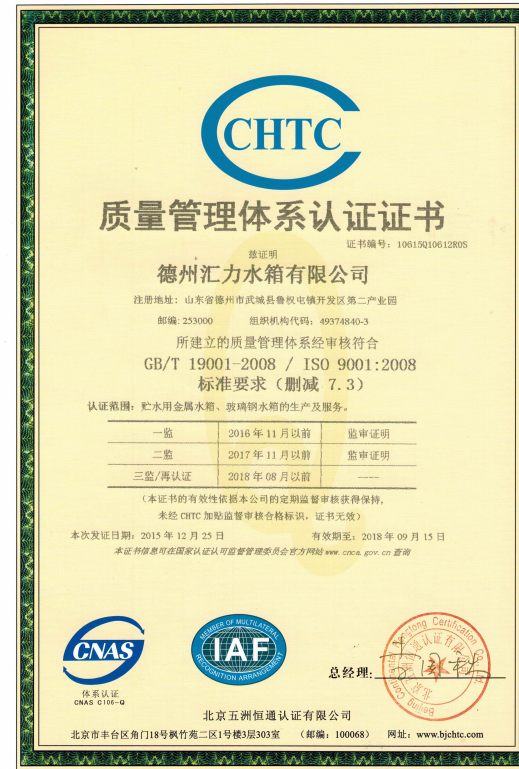 CHTC
质量管理体系认证证书
证书编号：10615Q10612R0S
兹证明
德州汇力水箱有限公司
注册地址：山东省德州市武城县鲁权屯镇开发区第二产业园
邮编：253000 组织机构代码：49374840-3
所建立的质量管理体系经审核符合
GB/T 19001-2008 / ISO 9001:2008
标准要求（删减 7.3）
认证范围：贮水用金属水箱、玻璃钢水箱的生产及服务。
一监 2016 年 11 月以前 监审证明
二监 2017 年 11 月以前 监审证明
三监/再认证 2018 年 08 月以前 ----
（本证书的有效性依据本公司的定期监督审核获得保持，
未经 CHTC 加贴监督审核合格标识，证书无效）
本次发证日期：2015 年 12 月 25 日 有效期至：2018 年 09 月 15 日
本证书信息可在国家认证认可监督管理委员会官方网站 www.cnca.gov.cn 查询
CNAS
体系认证
CNAS C106-Q
MEMBER OF MULTILATERAL
IAF
RECOGNITION ARRANGEMENT
总经理：
北京五洲恒通认证有限公司
北京市丰台区角门18号枫竹苑二区1号楼3层303室 （邮编：100068） 网址：www.bjchtc.com